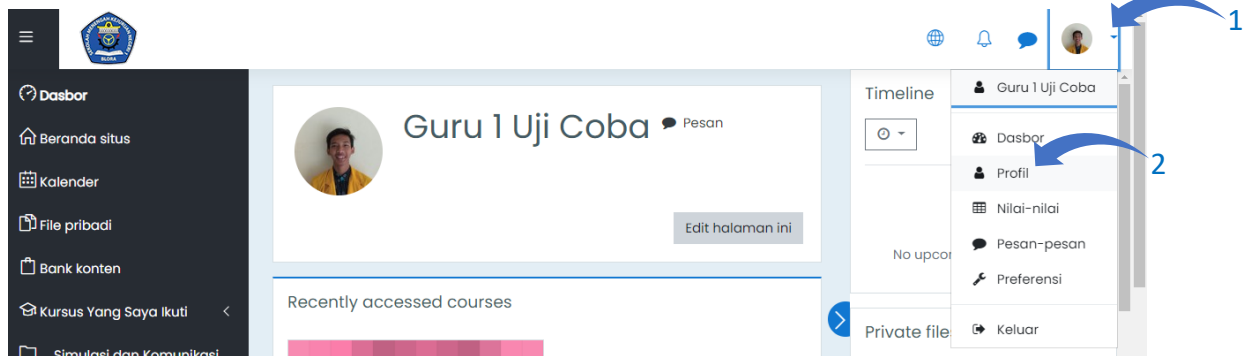 1
Dasbor
Beranda situs
Kalender
File pribadi
Bank konten
Kursus Yang Saya Ikuti
Simulasi dan Komunikasi
Guru 1 Uji Coba
Pesan
Edit halaman ini
Recently accessed courses
Timeline
No upcor
Private file
Guru 1 Uji Coba
Dasbor
Profil
2
Nilai-nilai
Pesan-pesan
Preferensi
Keluar